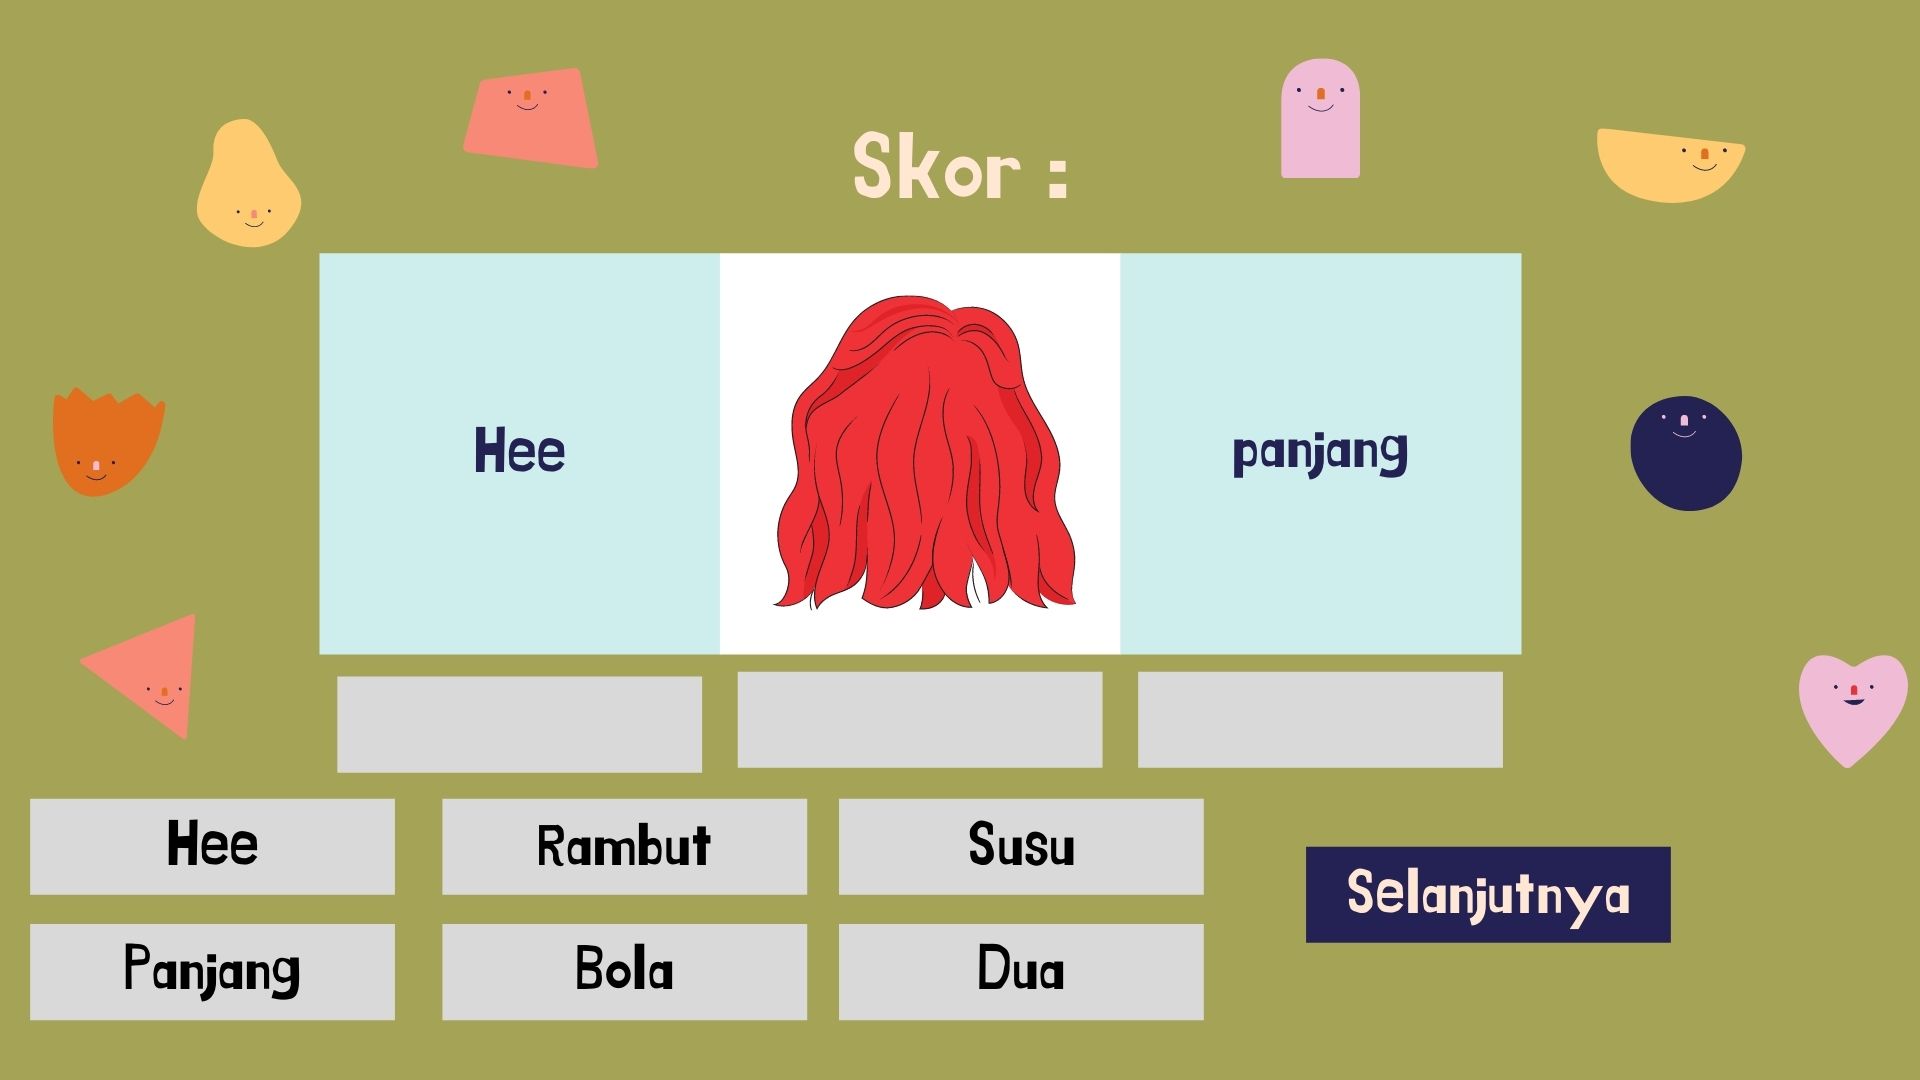 Skor :
Hee
panjang
Hee
Rambut
Susu
Selanjutnya
Panjang
Bola
Dua